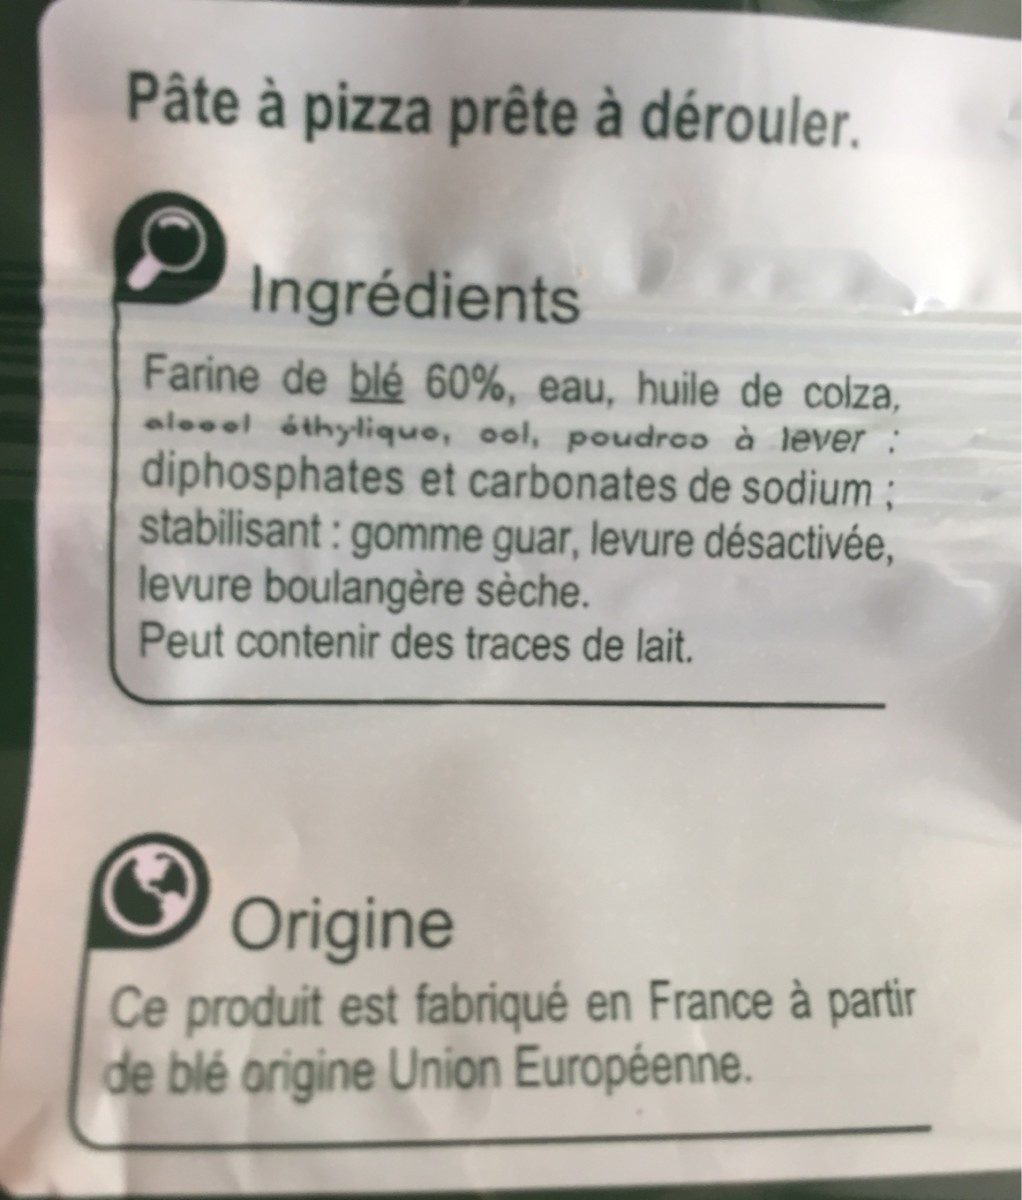 Pâte à pizza prête à dérouler.
Ingrédients
Farine de blé 60%, eau, huile de colza,
alcool éthylique, sel, poudres à lever :
diphosphates et carbonates de sodium ;
stabilisant : gomme guar, levure désactivée,
levure boulangère sèche.
Peut contenir des traces de lait.
Origine
Ce produit est fabriqué en France à partir
de blé origine Union Européenne.